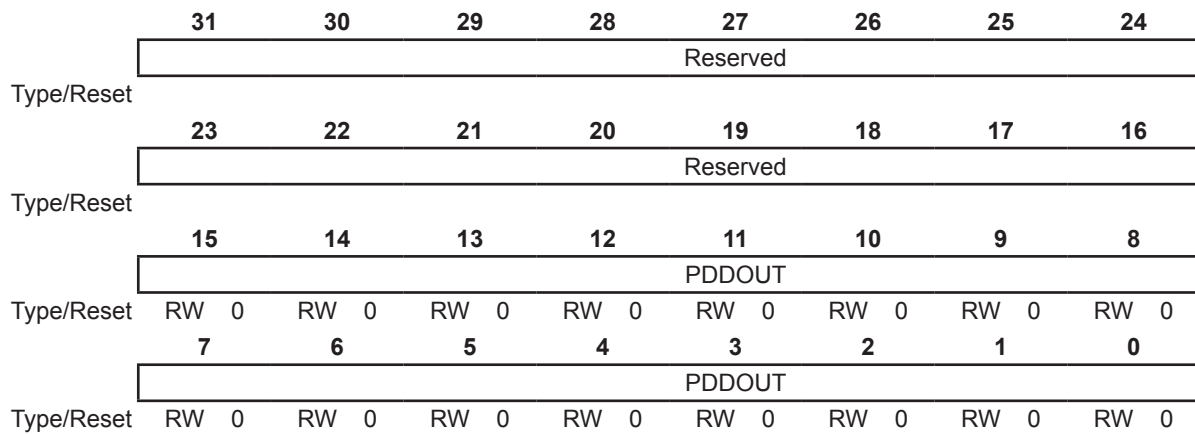 31 30 29 28 27 26 25 24
Reserved
Type/Reset
23 22 21 20 19 18 17 16
Reserved
Type/Reset
15 14 13 12 11 10 9 8
PDDOUT
Type/Reset RW 0 RW 0 RW 0 RW 0 RW 0 RW 0 RW 0 RW 0
7 6 5 4 3 2 1 0
PDDOUT
Type/Reset RW 0 RW 0 RW 0 RW 0 RW 0 RW 0 RW 0 RW 0